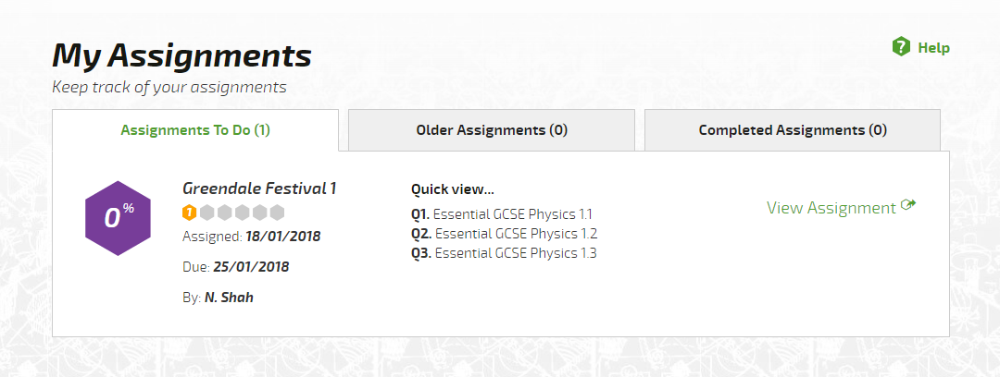 My Assignments
? Help
Keep track of your assignments
Assignments To Do (1)
Older Assignments (0)
Completed Assignments (0)
0%
Greendale Festival 1
1
Assigned: 18/01/2018
Due: 25/01/2018
By: N. Shah
Quick view...
Q1. Essential GCSE Physics 1.1
Q2. Essential GCSE Physics 1.2
Q3. Essential GCSE Physics 1.3
View Assignment